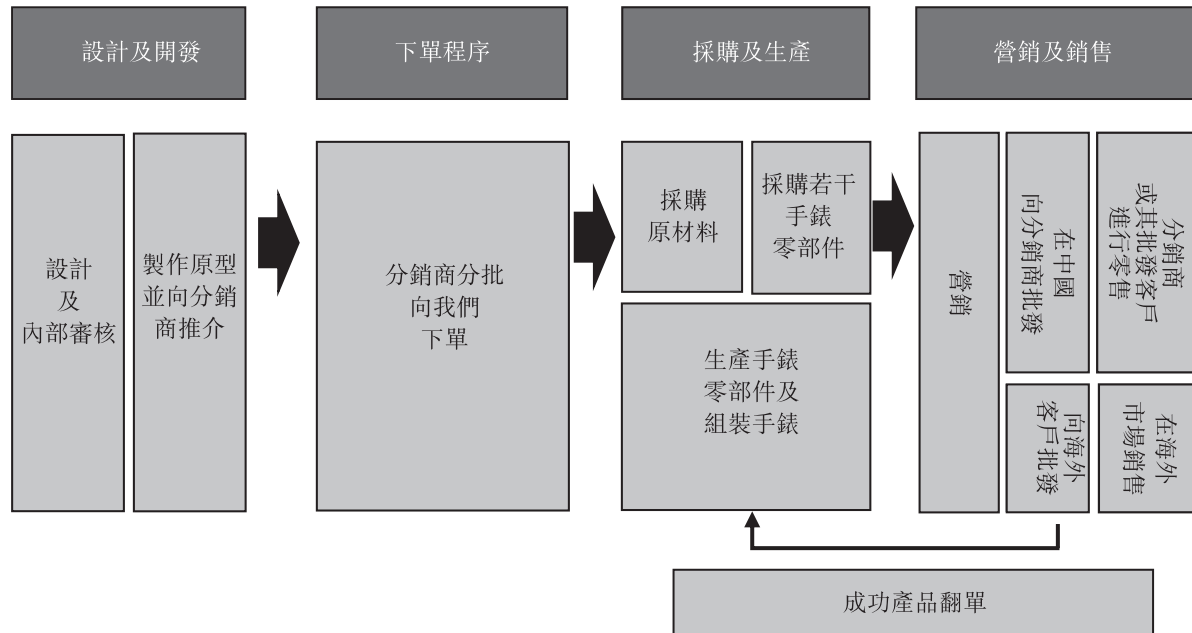 設計及開發
下單程序
採購及生產
營銷及銷售
設計
及
內部審核
製作原型
並向分銷
商推介
分銷商分批
向我們
下單
採購
原材料
採購若干
手錶
零部件
生產手錶
零部件及
組裝手錶
營銷
在中國
向分銷商批發
分銷商
或其批發客戶
進行零售
向海外
客戶批發
在海外
市場銷售
成功產品翻單